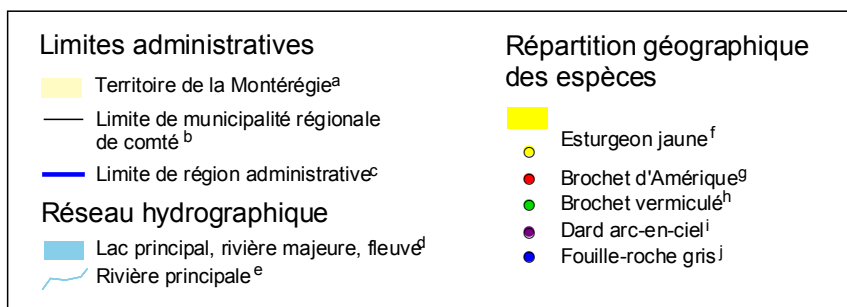 Limites administratives
Territoire de la Montérégie a
Limite de municipalité régionale
de comté b
Limite de région administrative c
Réseau hydrographique
Lac principal, rivière majeure, fleuve d
Rivière principale e
Répartition géographique
des espèces
Esturgeon jaune f
Brochet d'Amérique g
Brochet vermiculé h
Dard arc-en-ciel i
Fouille-roche gris j